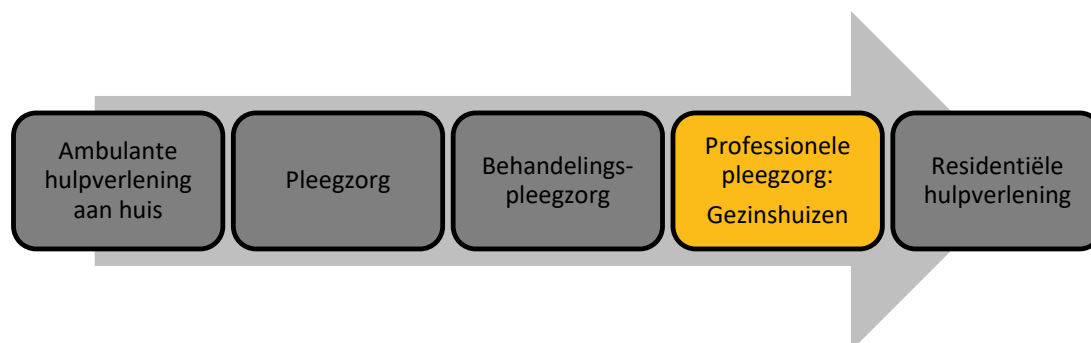 Ambulante
hulpverlening
aan huis
Pleegzorg
Behandelings-
pleegzorg
Professionele
pleegzorg:
Gezinshuizen
Residentiële
hulpverlening